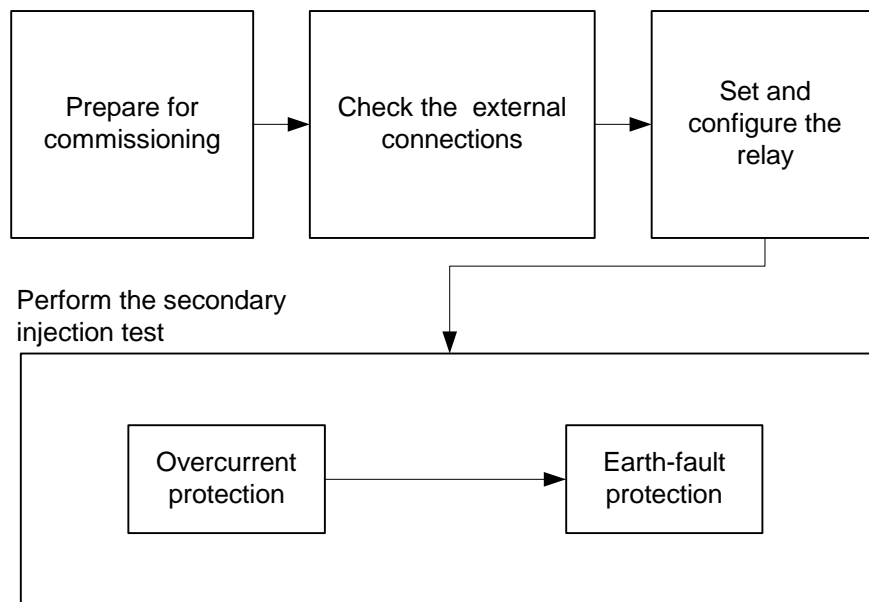 Prepare for
commissioning
Check the external
connections
Set and
configure the
relay
Perform the secondary
injection test
Overcurrent
protection
Earth-fault
protection